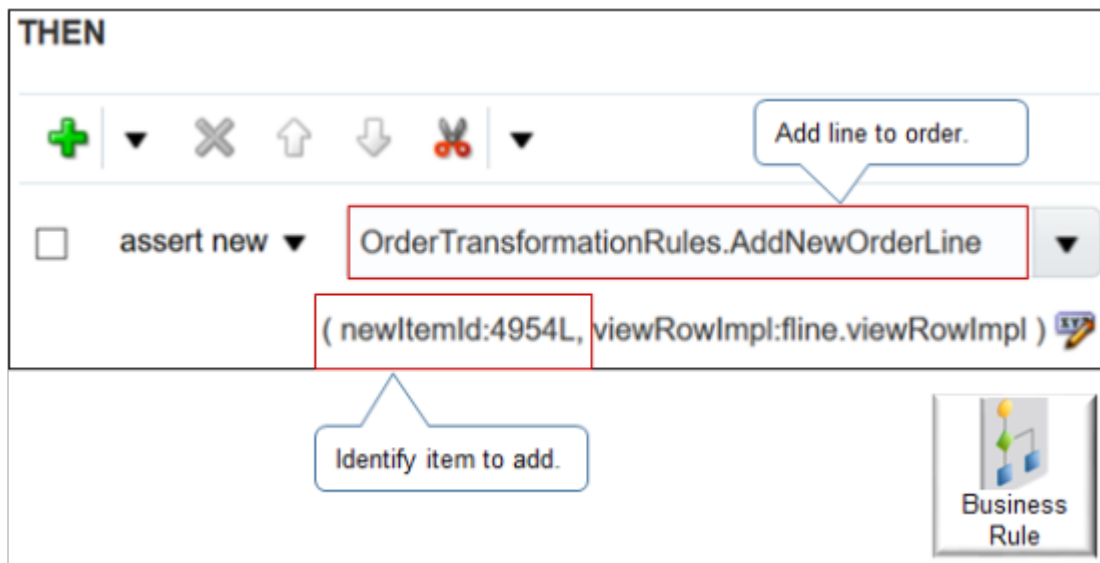 THEN
Add line to order.
assert new OrderTransformationRules.AddNewOrderLine
( newItemId:4954L, viewRowImpl:fline.viewRowImpl )
Identify item to add.
Business
Rule